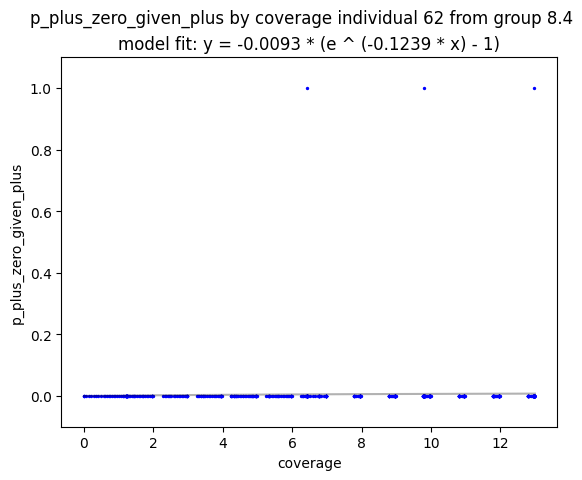 p_plus_zero_given_plus by coverage individual 62 from group 8.4
model fit: y = -0.0093 * (e ^ (-0.1239 * x) - 1)
1.0
0.8
0.6
0.4
0.2
0.0
p_plus_zero_given_plus
0 2 4 6 8 10 12
coverage